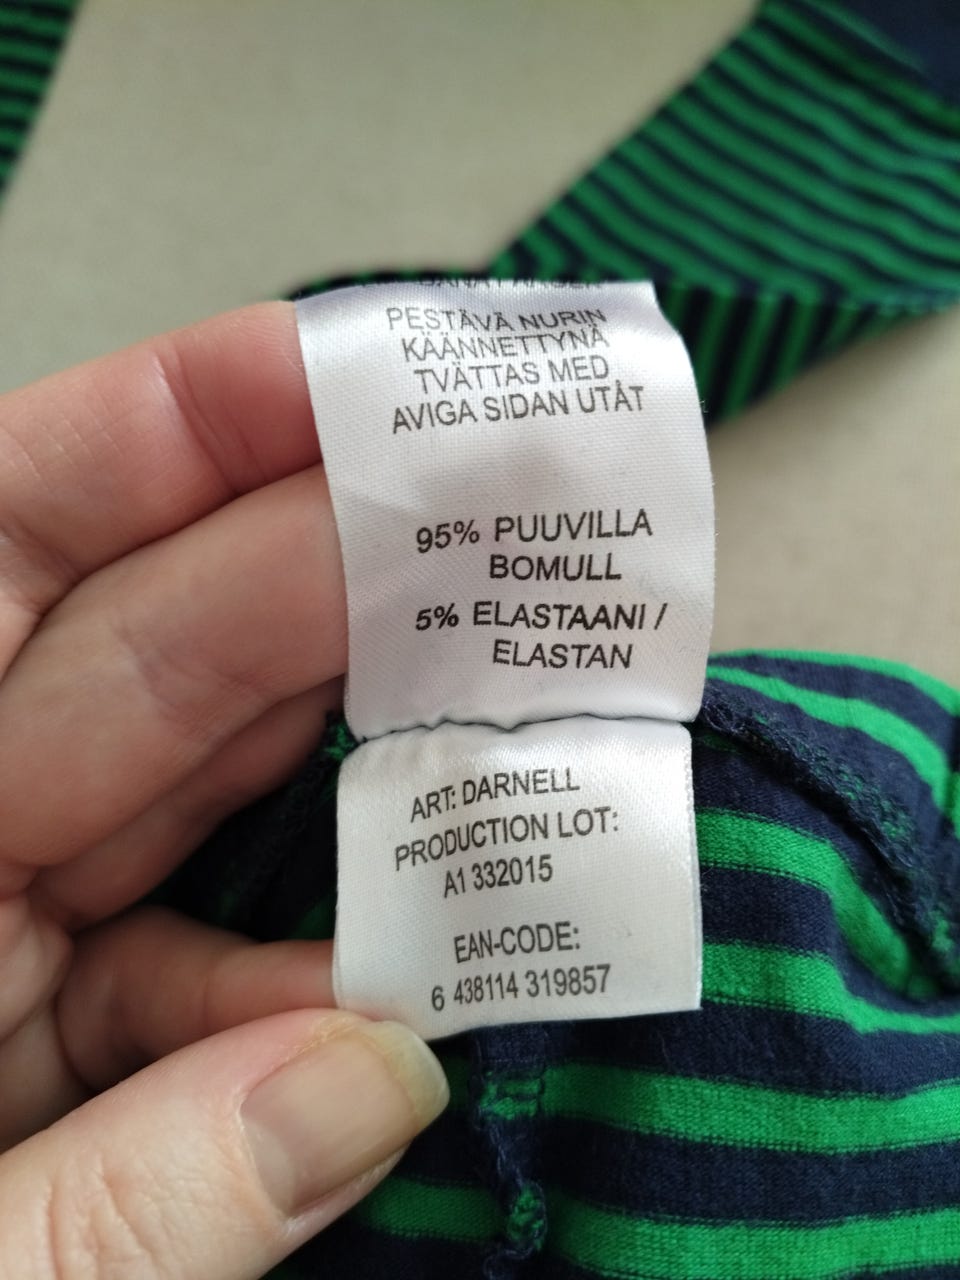 PESTÄVÄ NURIN
KÄÄNNETTYNÄ
TVÄTTAS MED
AVIGA SIDAN UTÅT
95% PUUVILLA
BOMULL
5% ELASTAANI /
ELASTAN
ART: DARNELL
PRODUCTION LOT:
A1 332015
EAN-CODE:
6 438114 319857